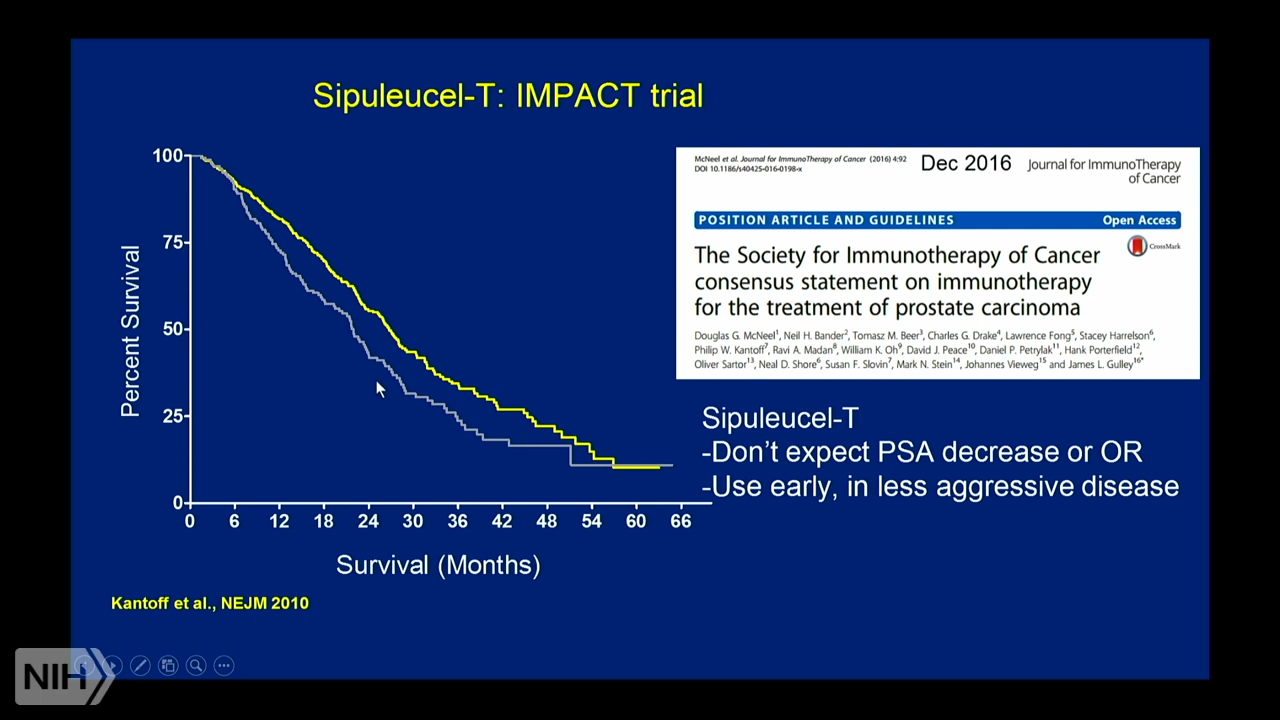 Sipuleucel-T: IMPACT trial
100
75
50
25
0
Percent Survival
0 6 12 18 24 30 36 42 48 54 60 66
Survival (Months)
Kantoff et al., NEJM 2010
McNeel et al. Journal for ImmunoTherapy of Cancer (2016) 4:92
DOI 10.1186/s40425-016-0198-x
Dec 2016
Journal for ImmunoTherapy
of Cancer
POSITION ARTICLE AND GUIDELINES Open Access
CrossMark
The Society for Immunotherapy of Cancer
consensus statement on immunotherapy
for the treatment of prostate carcinoma
Douglas G. McNeel1, Neil H. Bander2, Tomasz M. Beer3, Charles G. Drake4, Lawrence Fong5, Stacey Harrelson6,
Philip W. Kantoff7, Ravi A. Madan8, William K. Oh9, David J. Peace10, Daniel P. Petrylak11, Hank Porterfield12,
Oliver Sartor13, Neal D. Shore6, Susan F. Slovin7, Mark N. Stein14, Johannes Vieweg15 and James L. Gulley16*
Sipuleucel-T
-Don't expect PSA decrease or OR
-Use early, in less aggressive disease
NIH